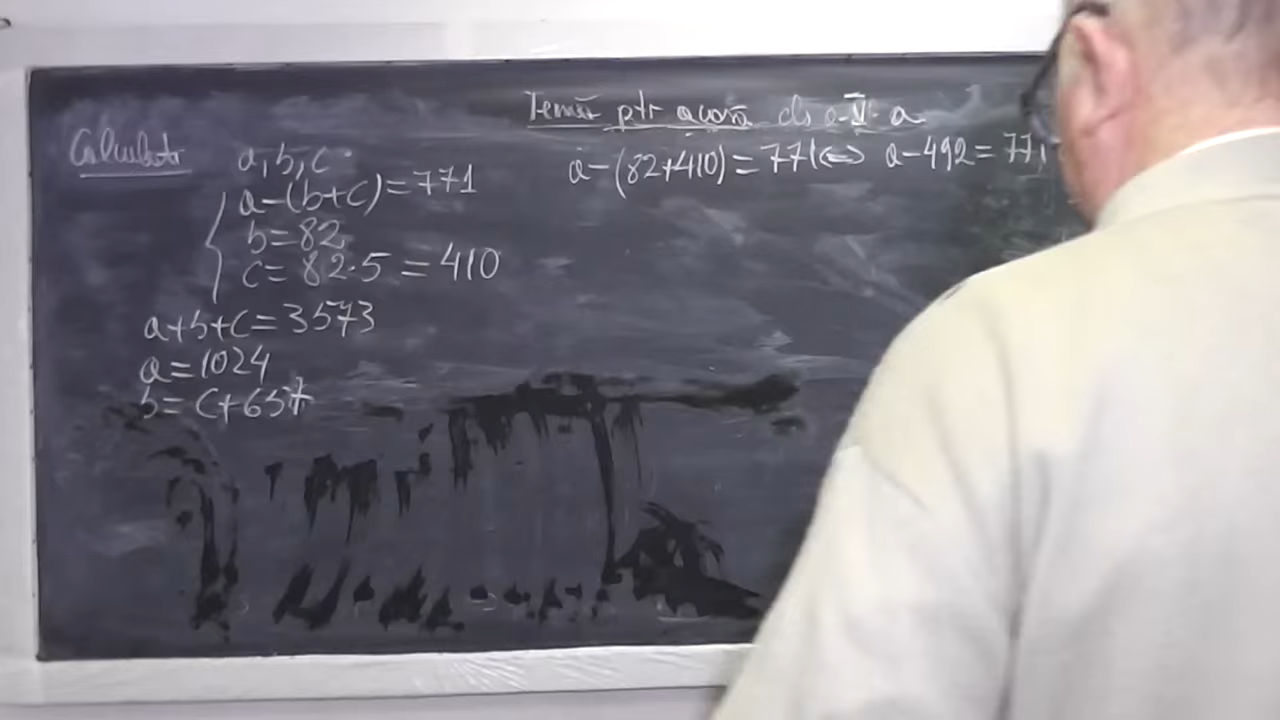 Temă ptr acasă cls a-V-a
Calculați a, b, c
a-(b+c)=771
b=82
c=82·5=410
a+b+c=3573
a=1024
b=c+657
a-(82+410)=771<=> a-492=771